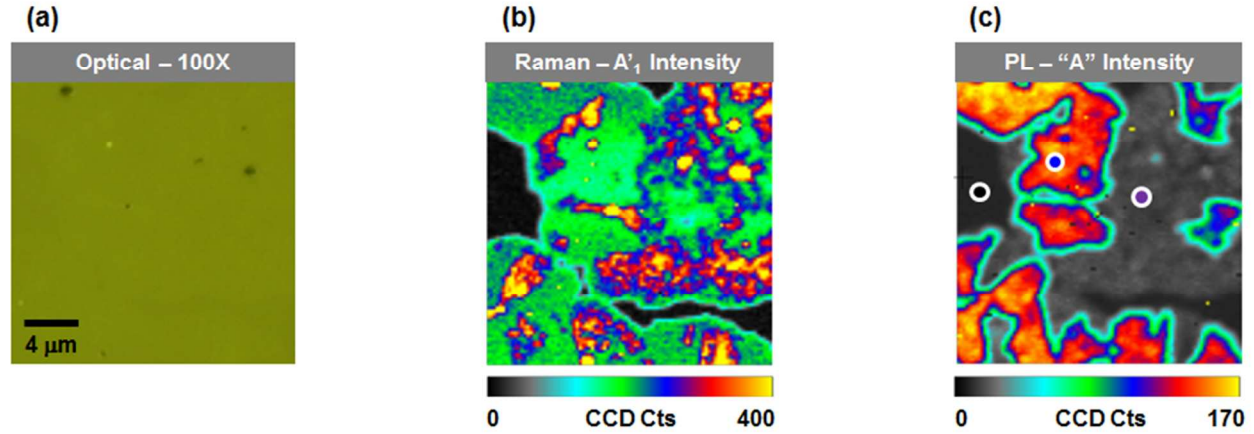 (a)
(b)
(c)
Optical – 100X
Raman – A'₁ Intensity
PL – “A” Intensity
4 μm
0 CCD Cts 400
0 CCD Cts 170